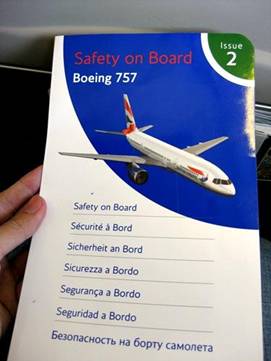 Issue
2
Safety on Board
Boeing 757
Safety on Board
Sécurité à Bord
Sicherheit an Bord
Sicurezza a Bordo
Segurança a Bordo
Seguridad a Bordo
Безопасность на борту самолета